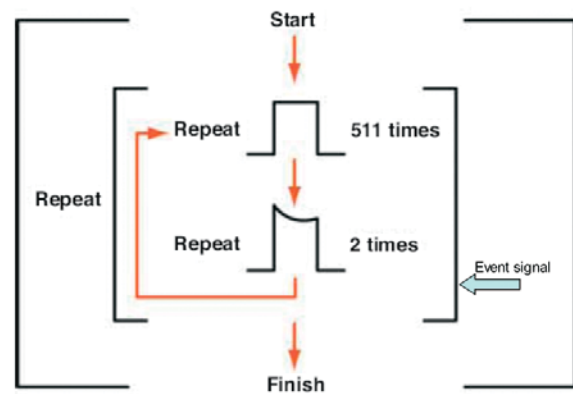 Start
Repeat 511 times
Repeat
Repeat 2 times
Event signal
Finish